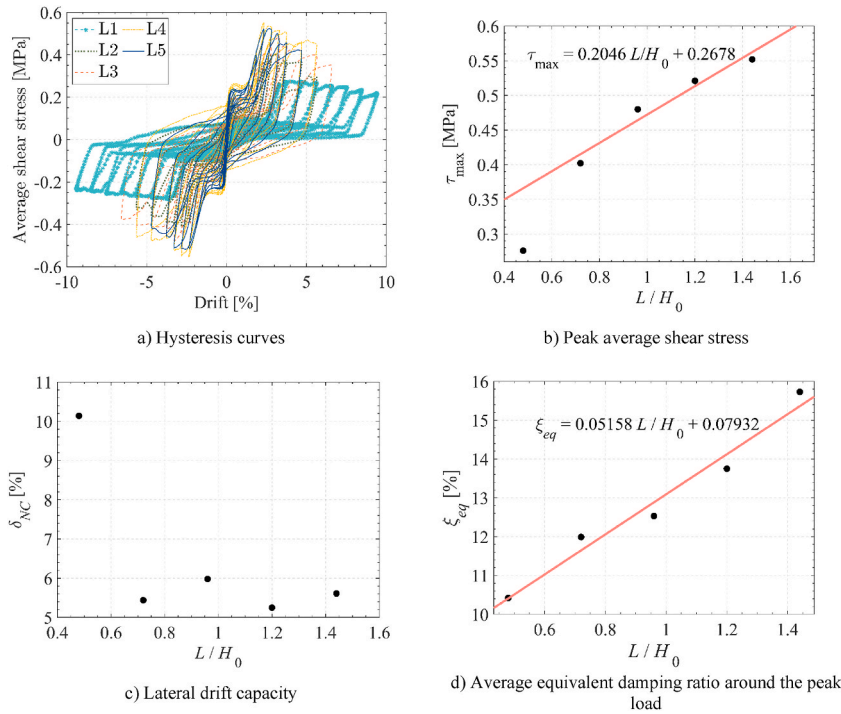 L1
L4
L2
L5
L3
Average shear stress [MPa]
0.6
0.4
0.2
0
-0.2
-0.4
-0.6
-10
-5
0
5
10
Drift [%]
a) Hysteresis curves
τmax = 0.2046 L/H0 + 0.2678
τmax [MPa]
0.6
0.55
0.5
0.45
0.4
0.35
0.3
0.4
0.6
0.8
1
1.2
1.4
1.6
L / H0
b) Peak average shear stress
δNC [%]
11
10
9
8
7
6
5
0.4
0.6
0.8
1
1.2
1.4
1.6
L / H0
c) Lateral drift capacity
ξeq = 0.05158 L / H0 + 0.07932
ξeq [%]
16
15
14
13
12
11
10
0.6
0.8
1
1.2
1.4
L / H0
d) Average equivalent damping ratio around the peak
load